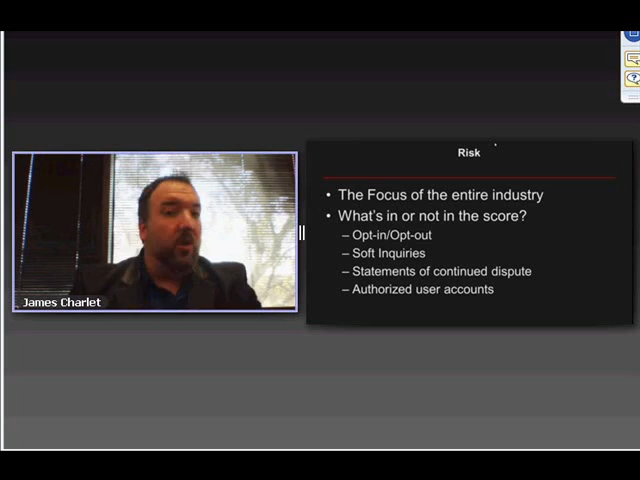 Risk
• The Focus of the entire industry
• What's in or not in the score?
– Opt-in/Opt-out
– Soft Inquiries
– Statements of continued dispute
– Authorized user accounts
James Charlet